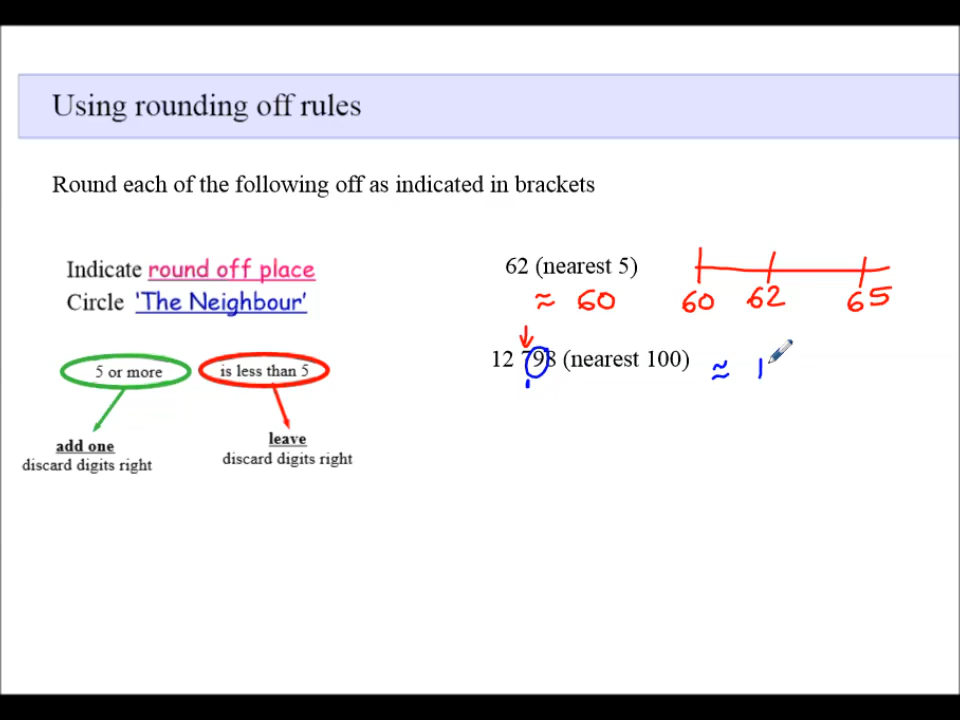 Using rounding off rules
Round each of the following off as indicated in brackets
Indicate round off place
Circle 'The Neighbour'
5 or more
is less than 5
add one
discard digits right
leave
discard digits right
62 (nearest 5)
≈ 60
60 62 65
12 798 (nearest 100) ≈ 1